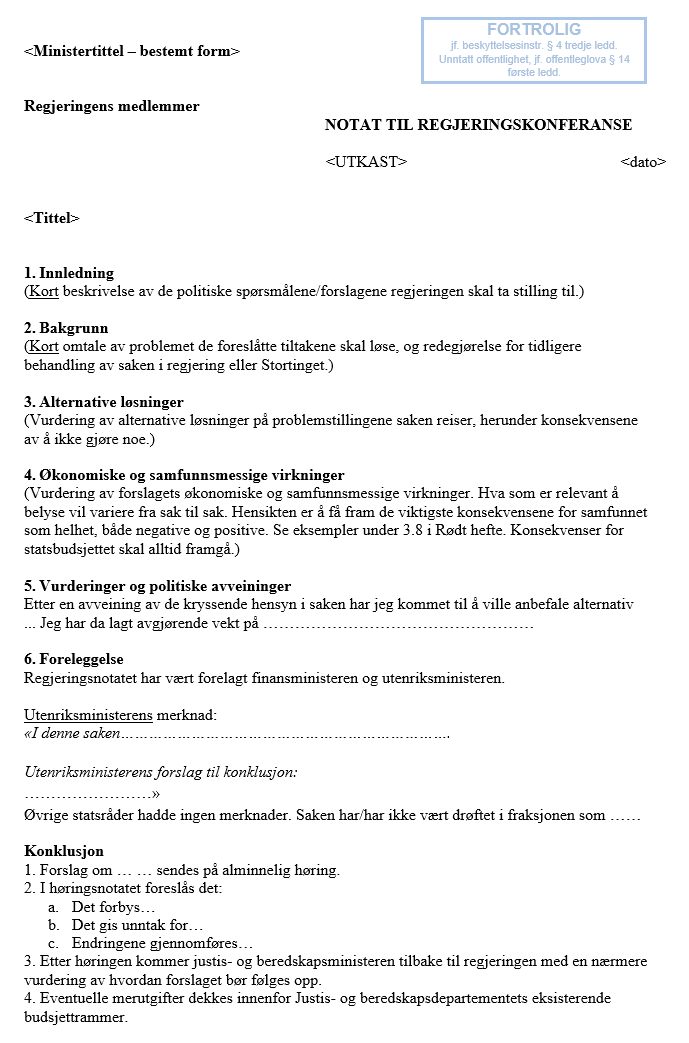 FORTROLIG
jf. beskyttelsesinstr. § 4 tredje ledd.
Unntatt offentlighet, jf. offentleglova § 14
første ledd.
<Ministertittel – bestemt form>
Regjeringens medlemmer
NOTAT TIL REGJERINGSKONFERANSE
<UTKAST> <dato>
<Tittel>
1. Innledning
(Kort beskrivelse av de politiske spørsmålene/forslagene regjeringen skal ta stilling til.)
2. Bakgrunn
(Kort omtale av problemet de foreslåtte tiltakene skal løse, og redegjørelse for tidligere
behandling av saken i regjering eller Stortinget.)
3. Alternative løsninger
(Vurdering av alternative løsninger på problemstillingene saken reiser, herunder konsekvensene
av å ikke gjøre noe.)
4. Økonomiske og samfunnsmessige virkninger
(Vurdering av forslagets økonomiske og samfunnsmessige virkninger. Hva som er relevant å
belyse vil variere fra sak til sak. Hensikten er å få fram de viktigste konsekvensene for samfunnet
som helhet, både negative og positive. Se eksempler under 3.8 i Rødt hefte. Konsekvenser for
statsbudsjettet skal alltid framgå.)
5. Vurderinger og politiske avveininger
Etter en avveining av de kryssende hensyn i saken har jeg kommet til å ville anbefale alternativ
... Jeg har da lagt avgjørende vekt på ……………………………………………
6. Foreleggelse
Regjeringsnotatet har vært forelagt finansministeren og utenriksministeren.
Utenriksministerens merknad:
«I denne saken……………………………………………………….
Utenriksministerens forslag til konklusjon:
……………………»
Øvrige statsråder hadde ingen merknader. Saken har/har ikke vært drøftet i fraksjonen som ……
Konklusjon
1. Forslag om … … sendes på alminnelig høring.
2. I høringsnotatet foreslås det:
a. Det forbys…
b. Det gis unntak for…
c. Endringene gjennomføres…
3. Etter høringen kommer justis- og beredskapsministeren tilbake til regjeringen med en nærmere
vurdering av hvordan forslaget bør følges opp.
4. Eventuelle merutgifter dekkes innenfor Justis- og beredskapsdepartementets eksisterende
budsjettrammer.